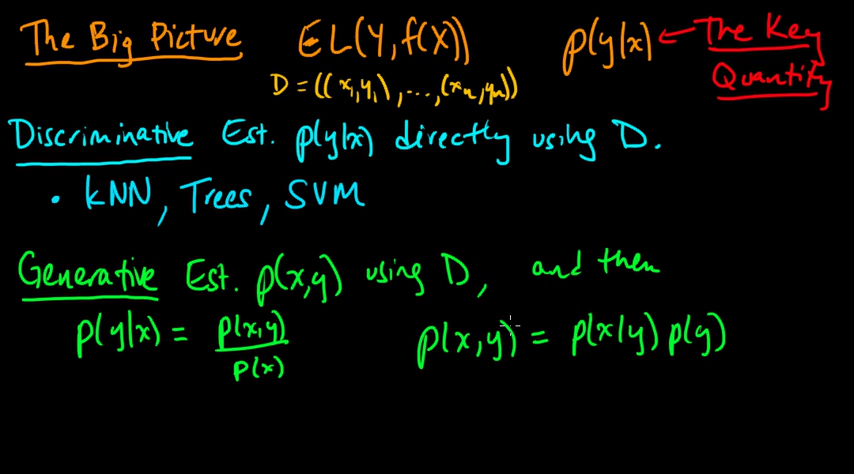 The Big Picture E L(Y, f(X)) p(y|x) ← The Key
D = ((x₁,y₁), ..., (xₙ,yₙ)) Quantity
Discriminative Est. p(y|x) directly using D.
• kNN, Trees, SVM
Generative Est. p(x,y) using D, and then
p(y|x) = p(x,y) / p(x) p(x,y) = p(x|y) p(y)